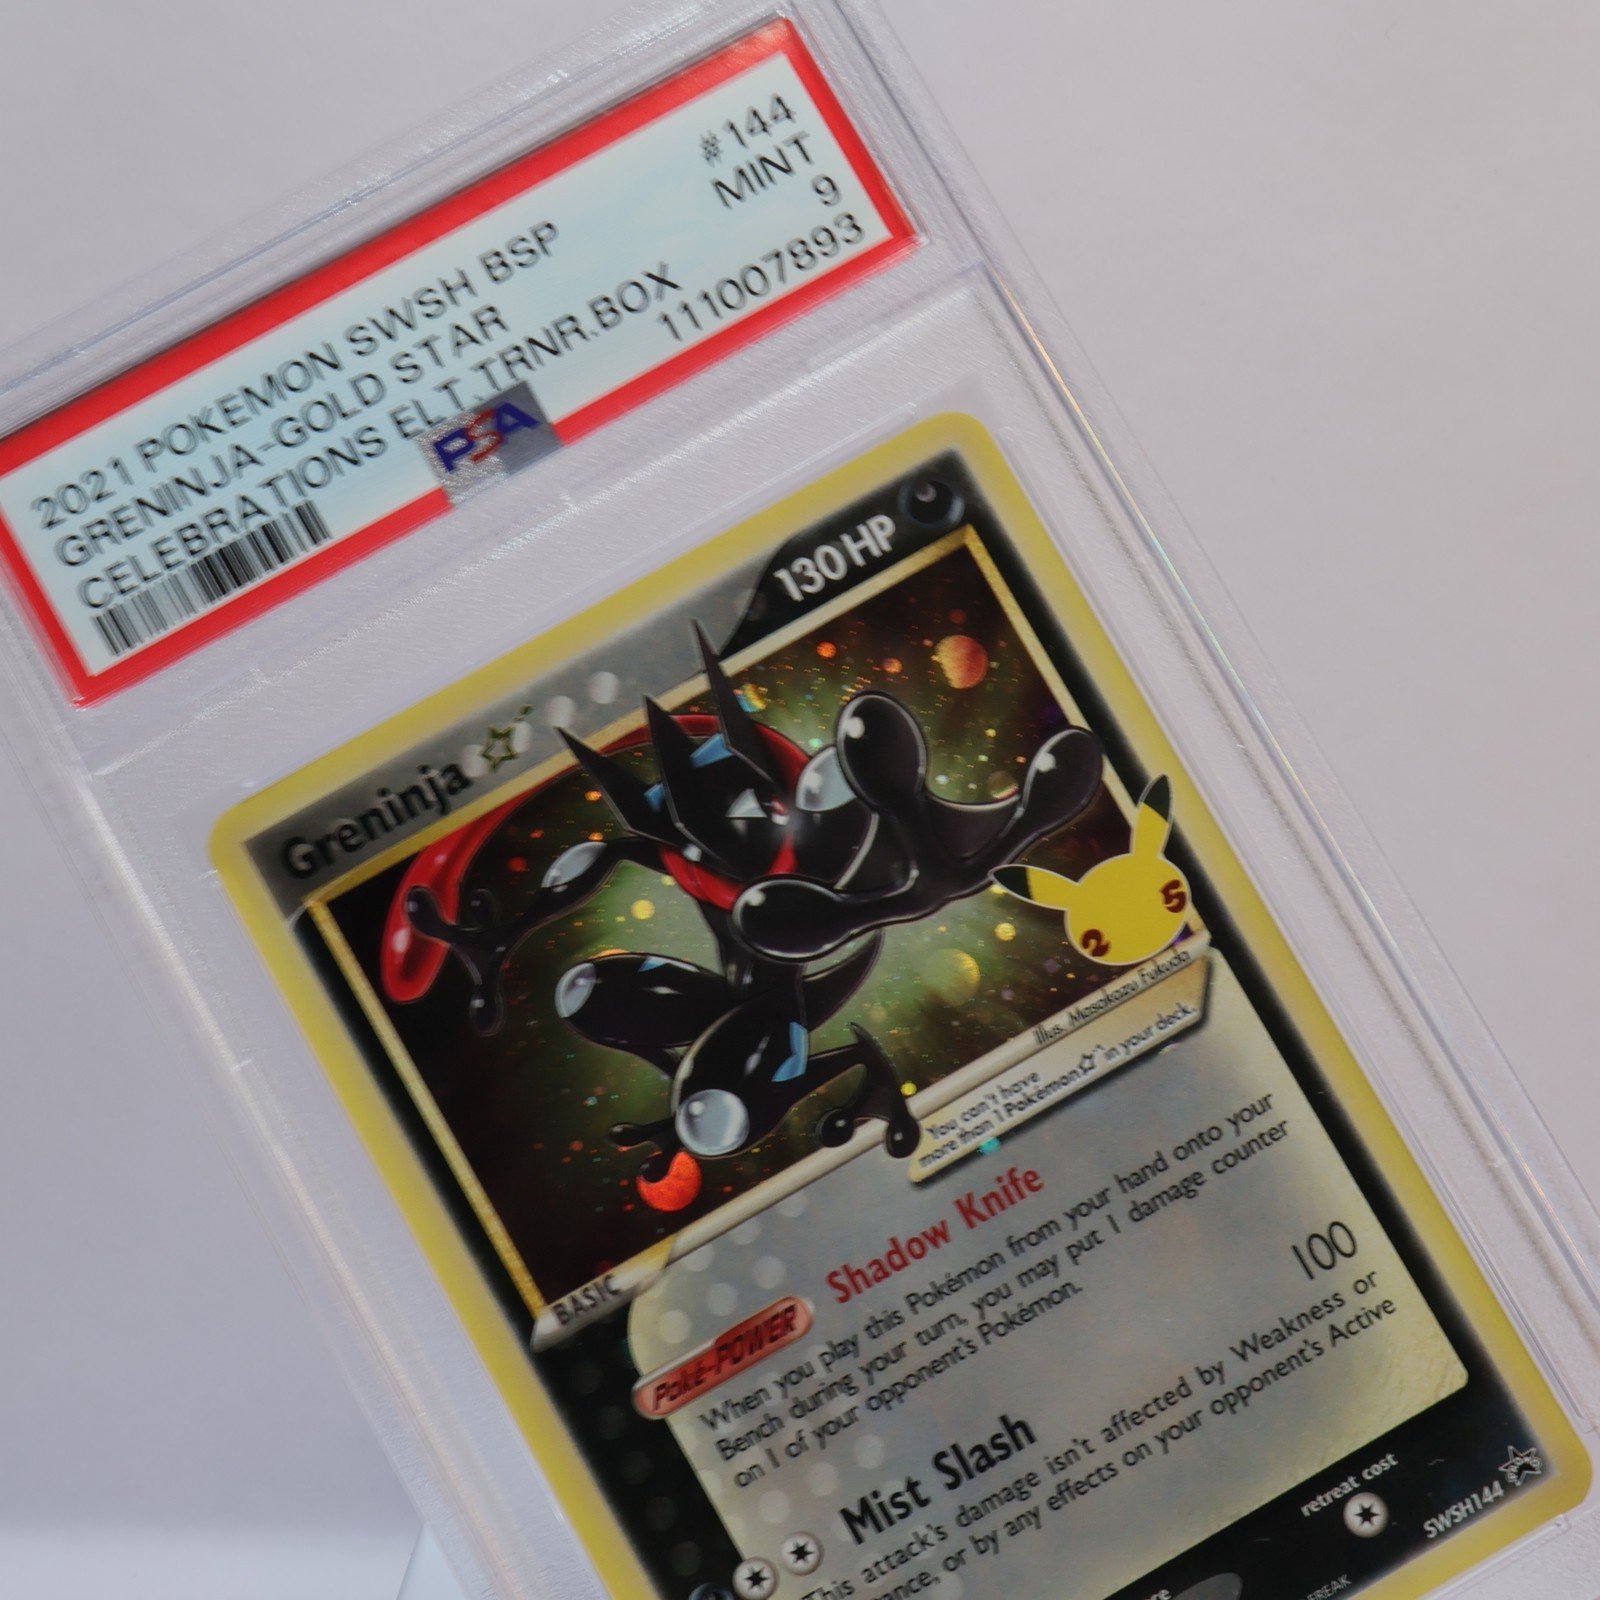 2021 POKEMON SWSH BSP #144
GRENINJA-GOLD STAR MINT
CELEBRATIONS ELT.TRNR.BOX 9
111007893
PSA
Greninja ☆ 130 HP
25
Illus. Masakazu Fukuda
You can't have
more than 1 Pokémon☆ in your deck.
BASIC
Poké-POWER Shadow Knife
When you play this Pokémon from your hand onto your
Bench during your turn, you may put 1 damage counter
on 1 of your opponent's Pokémon.
Mist Slash 100
This attack's damage isn't affected by Weakness or
or by any effects on your opponent's Active
retreat cost
SWSH144